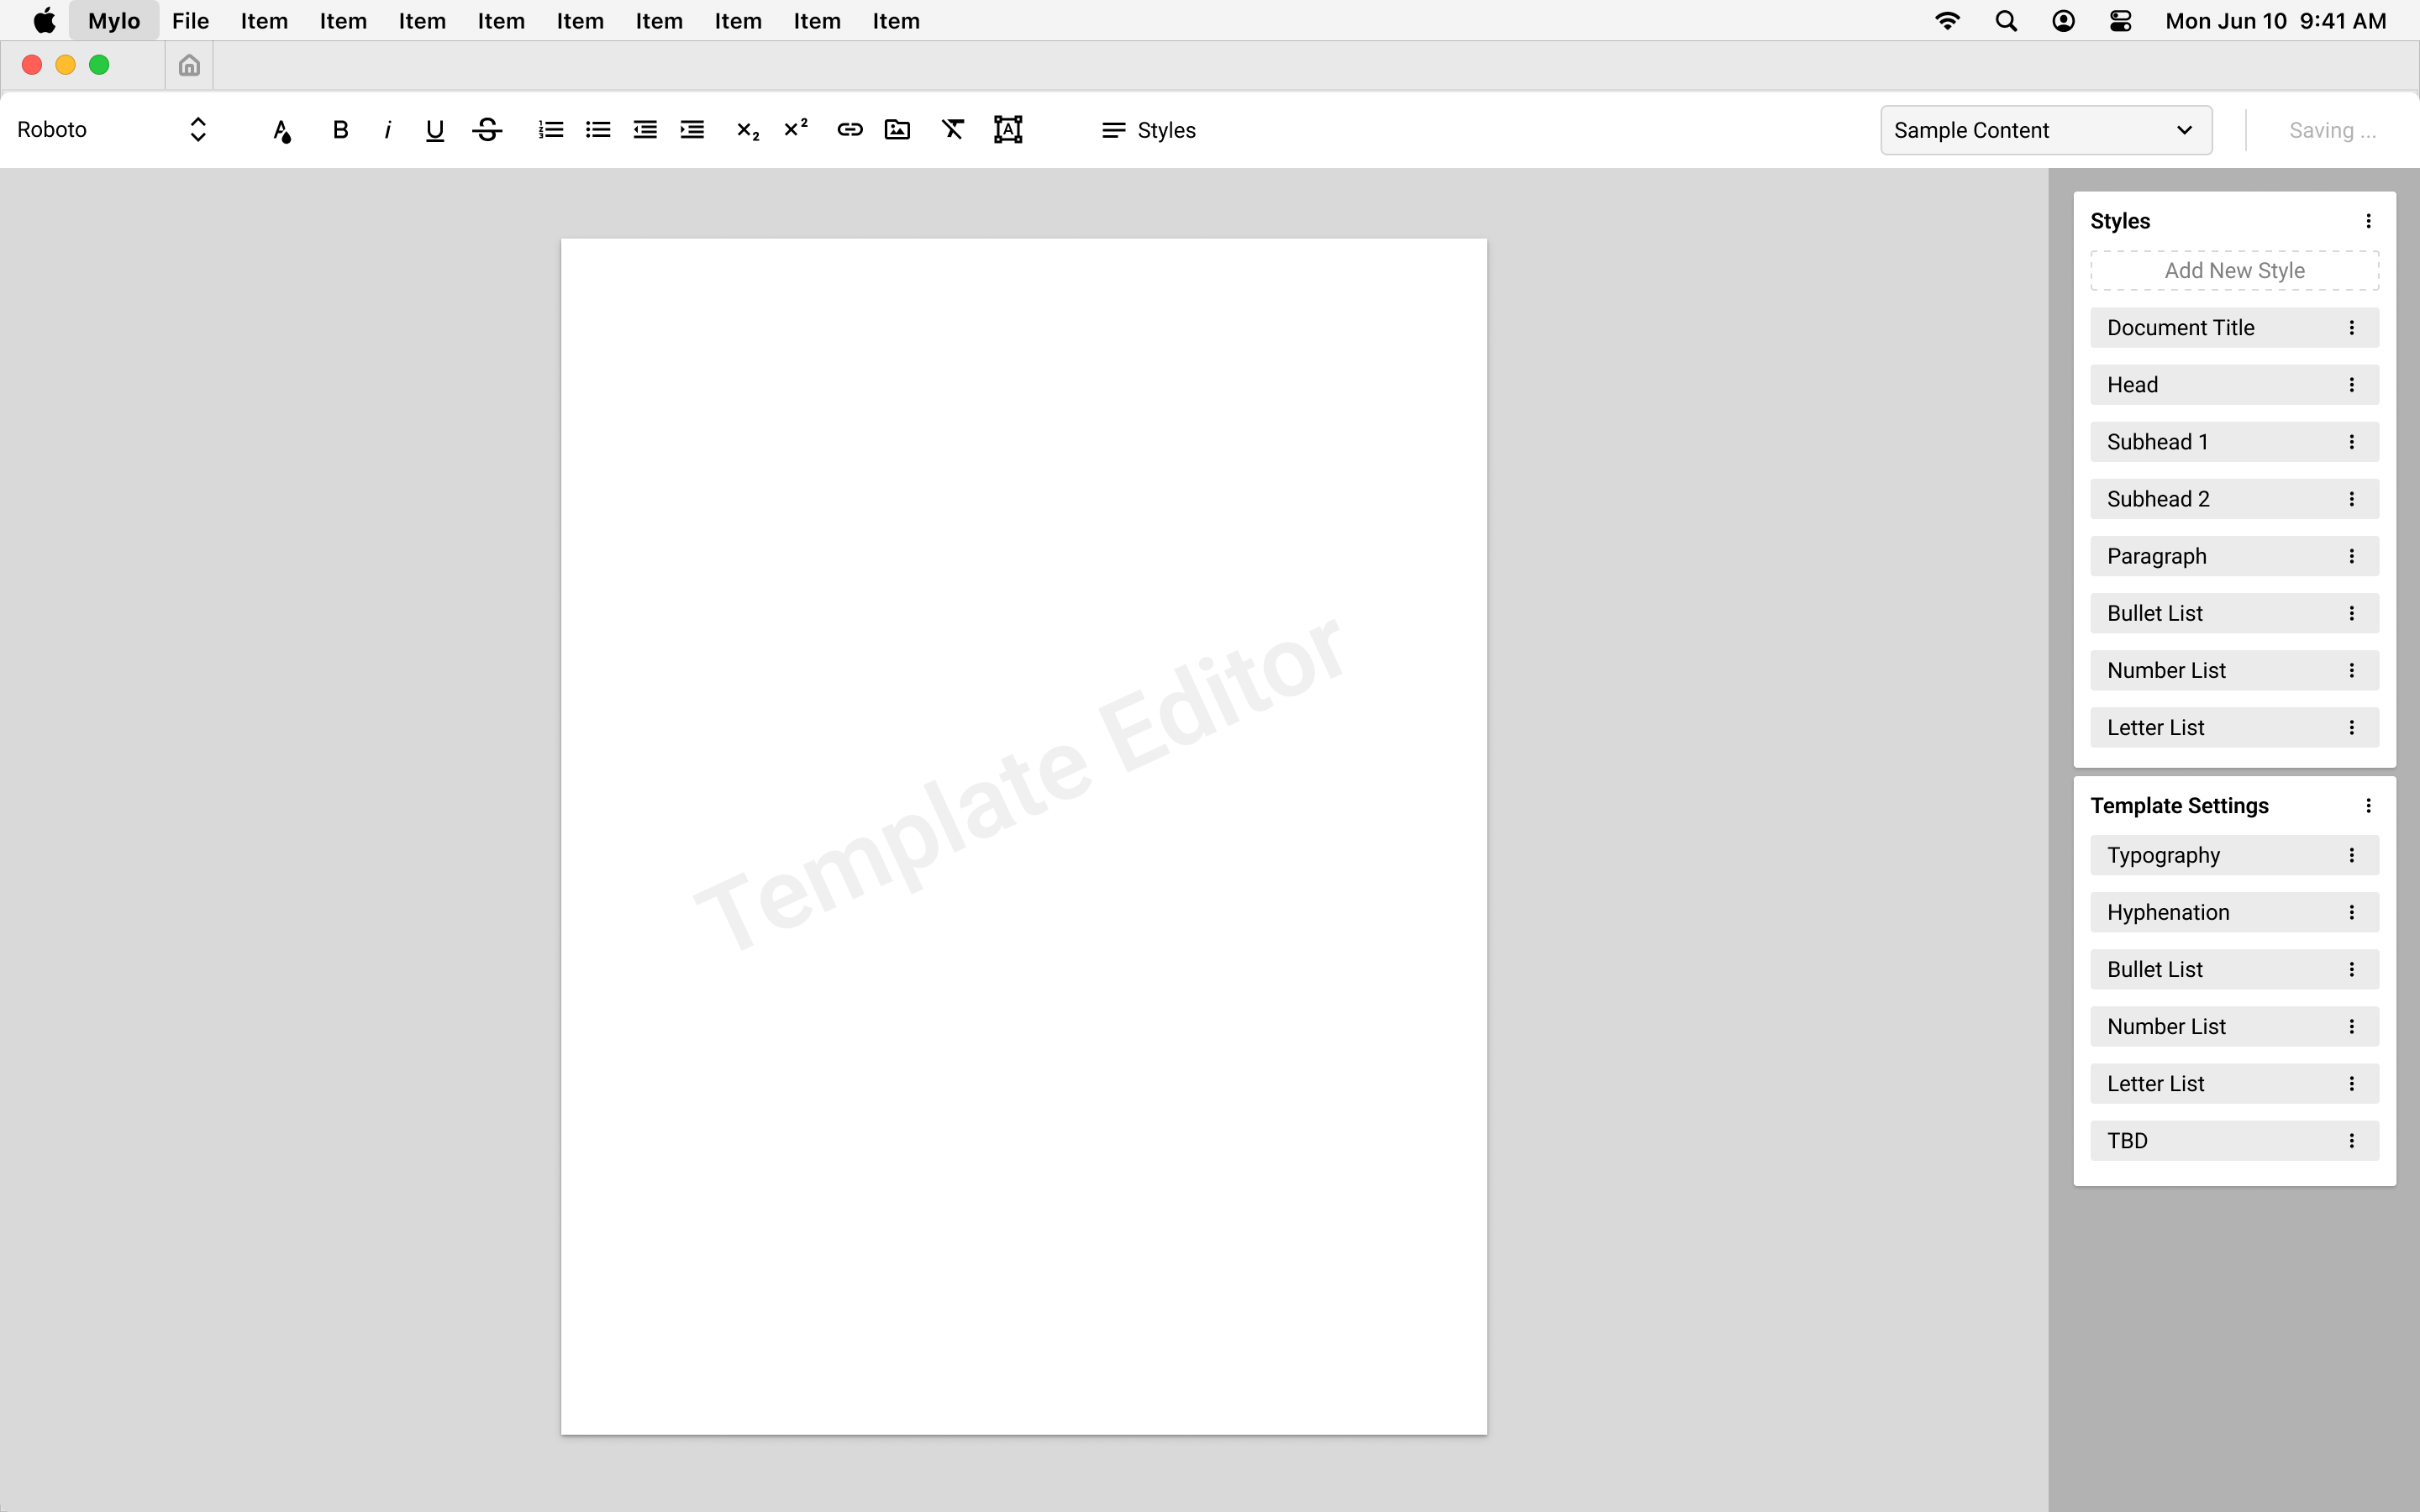 Mylo File Item Item Item Item Item Item Item Item Item Mon Jun 10 9:41 AM
Roboto B i U S x₂ x² A Styles Sample Content Saving ...
Styles
Add New Style
Document Title
Head
Subhead 1
Subhead 2
Paragraph
Bullet List
Number List
Letter List
Template Settings
Typography
Hyphenation
Bullet List
Number List
Letter List
TBD
Template Editor